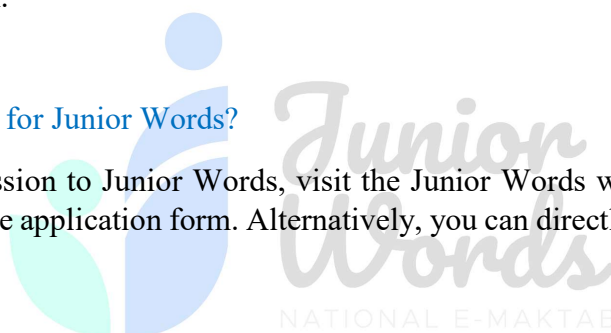 for Junior Words?
ssion to Junior Words, visit the Junior Words w
e application form. Alternatively, you can directl
Junior
Words
NATIONAL E-MAKTAB